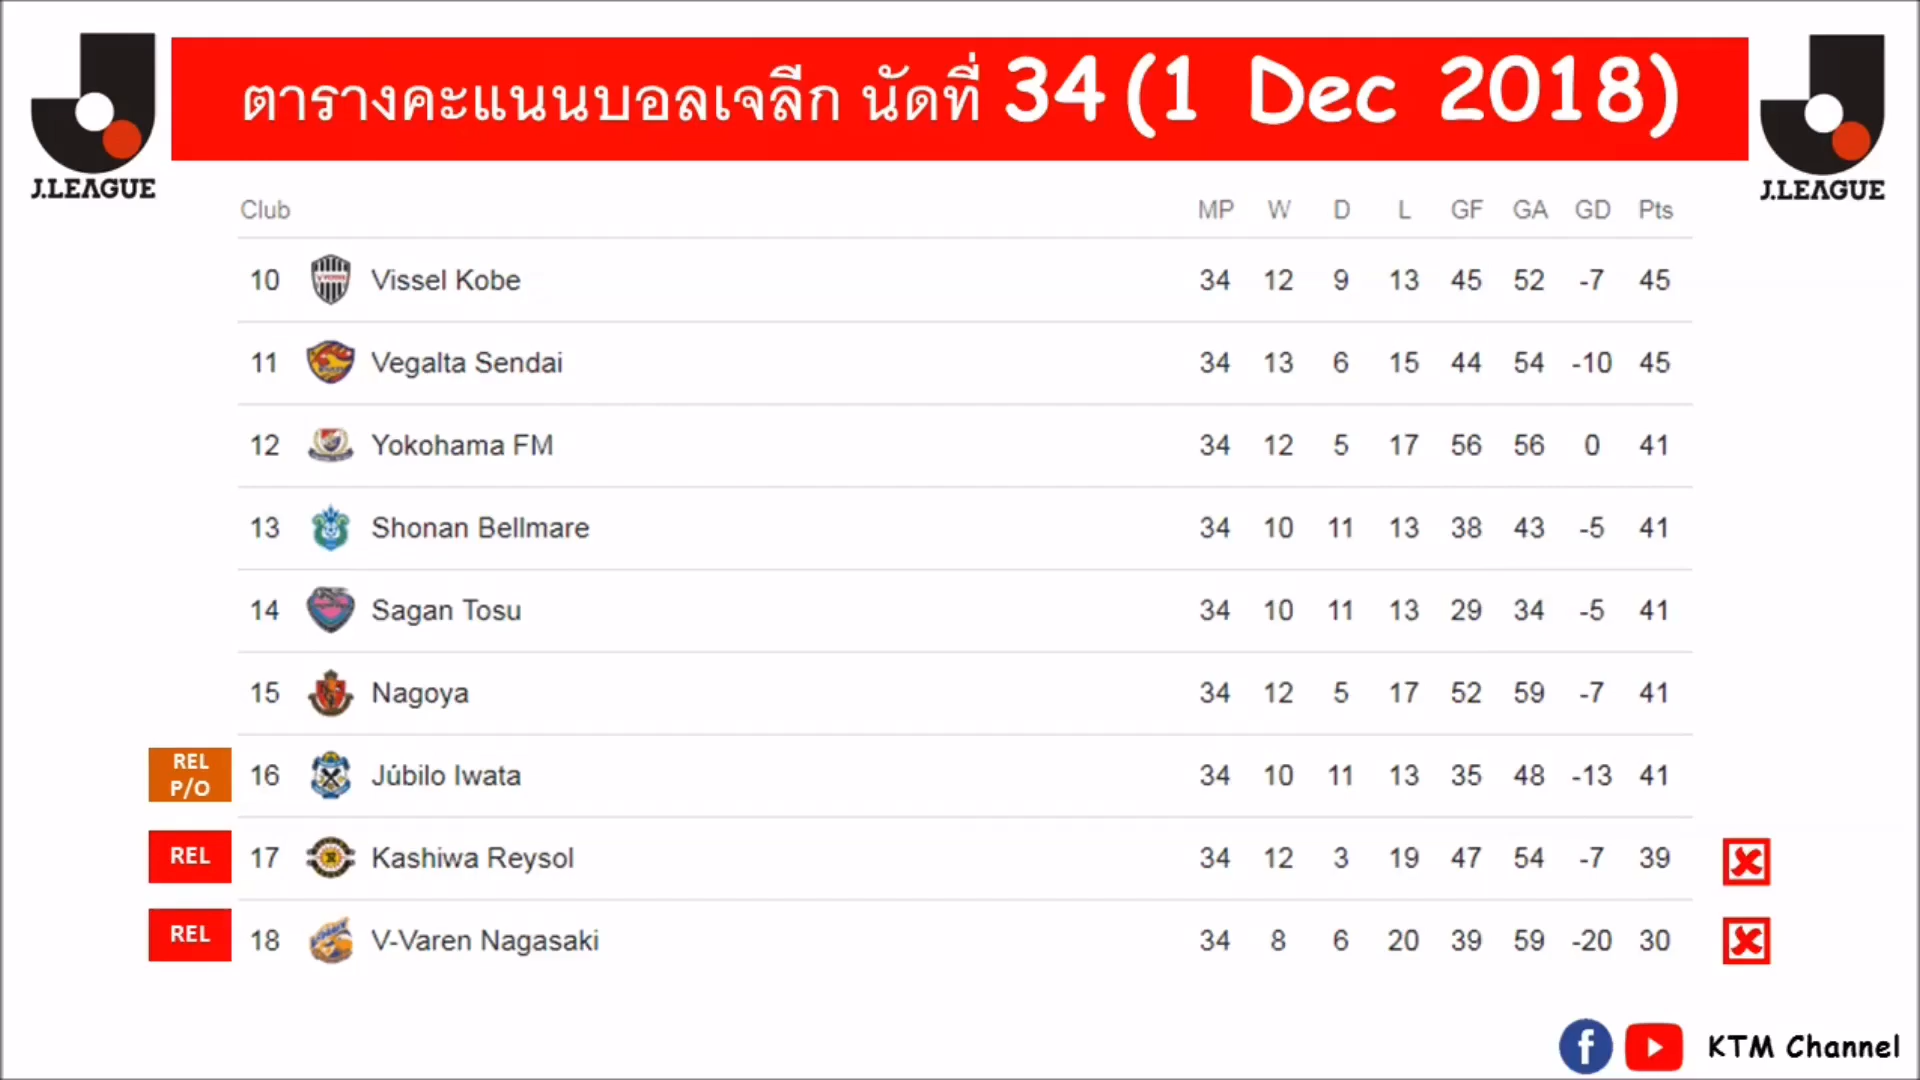 ตารางคะแนนบอลเจลีก นัดที่ 34 (1 Dec 2018)
J.LEAGUE
J.LEAGUE
Club MP W D L GF GA GD Pts
10 Vissel Kobe 34 12 9 13 45 52 -7 45
11 Vegalta Sendai 34 13 6 15 44 54 -10 45
12 Yokohama FM 34 12 5 17 56 56 0 41
13 Shonan Bellmare 34 10 11 13 38 43 -5 41
14 Sagan Tosu 34 10 11 13 29 34 -5 41
15 Nagoya 34 12 5 17 52 59 -7 41
REL
P/O
16 Júbilo Iwata 34 10 11 13 35 48 -13 41
REL 17 Kashiwa Reysol 34 12 3 19 47 54 -7 39
REL 18 V-Varen Nagasaki 34 8 6 20 39 59 -20 30
KTM Channel